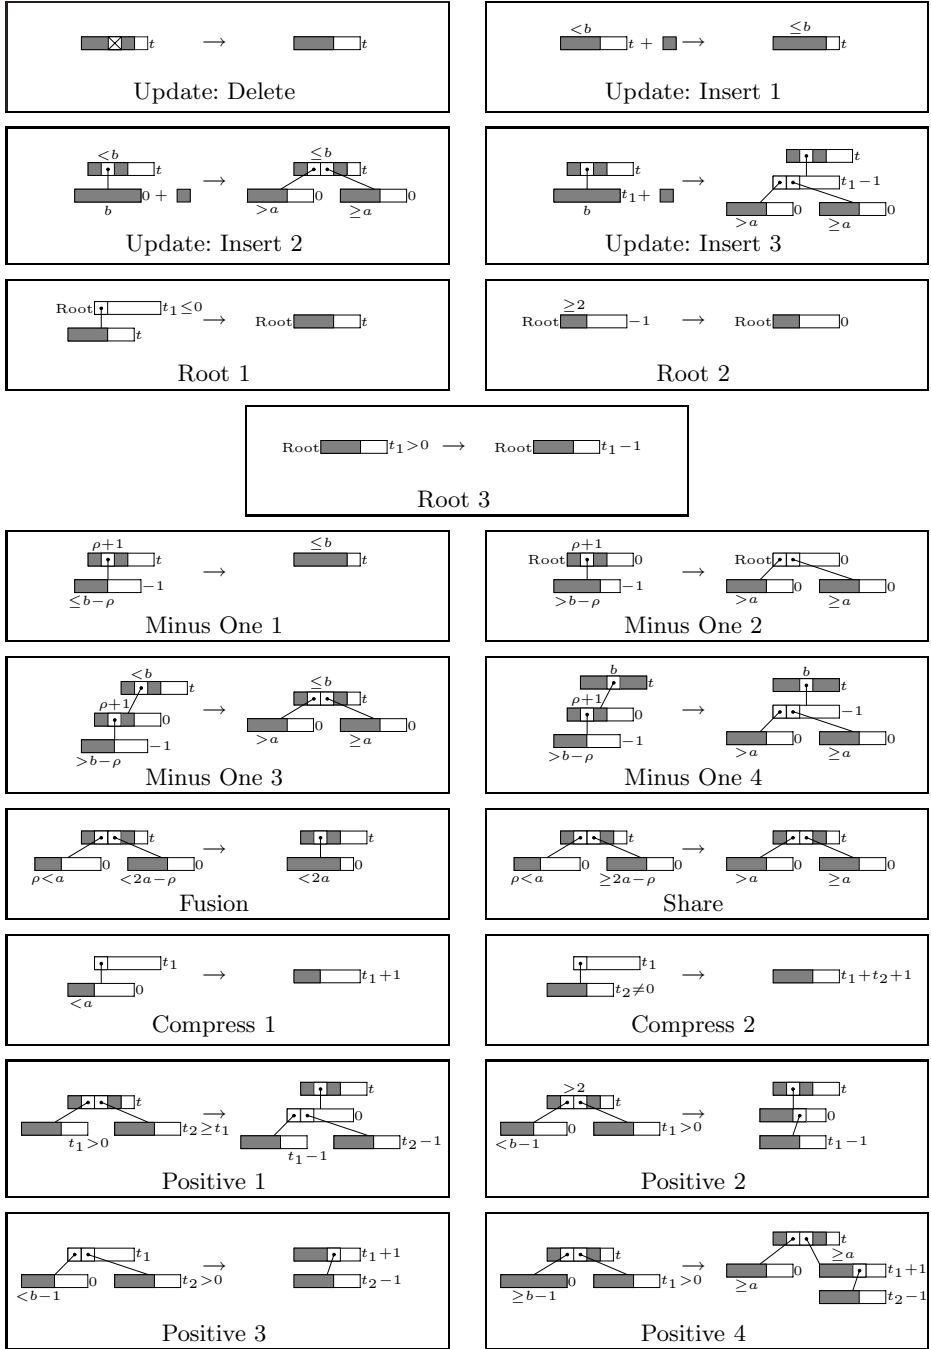 t → t
Update: Delete
<b t + → ≤b t
Update: Insert 1
<b t b 0 + → ≤b t >a 0 ≥a 0
Update: Insert 2
t b t₁+ → t t₁−1 >a 0 ≥a 0
Update: Insert 3
Root t₁≤0 t → Root t
Root 1
Root ≥2 −1 → Root 0
Root 2
Root t₁>0 → Root t₁−1
Root 3
ρ+1 t ≤b−ρ −1 → ≤b t
Minus One 1
Root ρ+1 0 >b−ρ −1 → Root 0 >a 0 ≥a 0
Minus One 2
<b t ρ+1 0 >b−ρ −1 → ≤b t >a 0 ≥a 0
Minus One 3
b t ρ+1 0 >b−ρ −1 → b t −1 >a 0 ≥a 0
Minus One 4
t ρ<a 0 <2a−ρ 0 → t <2a 0
Fusion
t ρ<a 0 ≥2a−ρ 0 → t >a 0 ≥a 0
Share
t₁ <a 0 → t₁+1
Compress 1
t₁ t₂≠0 → t₁+t₂+1
Compress 2
t t₁>0 t₂≥t₁ → t 0 t₁−1 t₂−1
Positive 1
>2 t <b−1 0 t₁>0 → t 0 t₁−1
Positive 2
t₁ <b−1 0 t₂>0 → t₁+1 t₂−1
Positive 3
t ≥b−1 0 t₁>0 → t ≥a 0 ≥a t₁+1 t₂−1
Positive 4